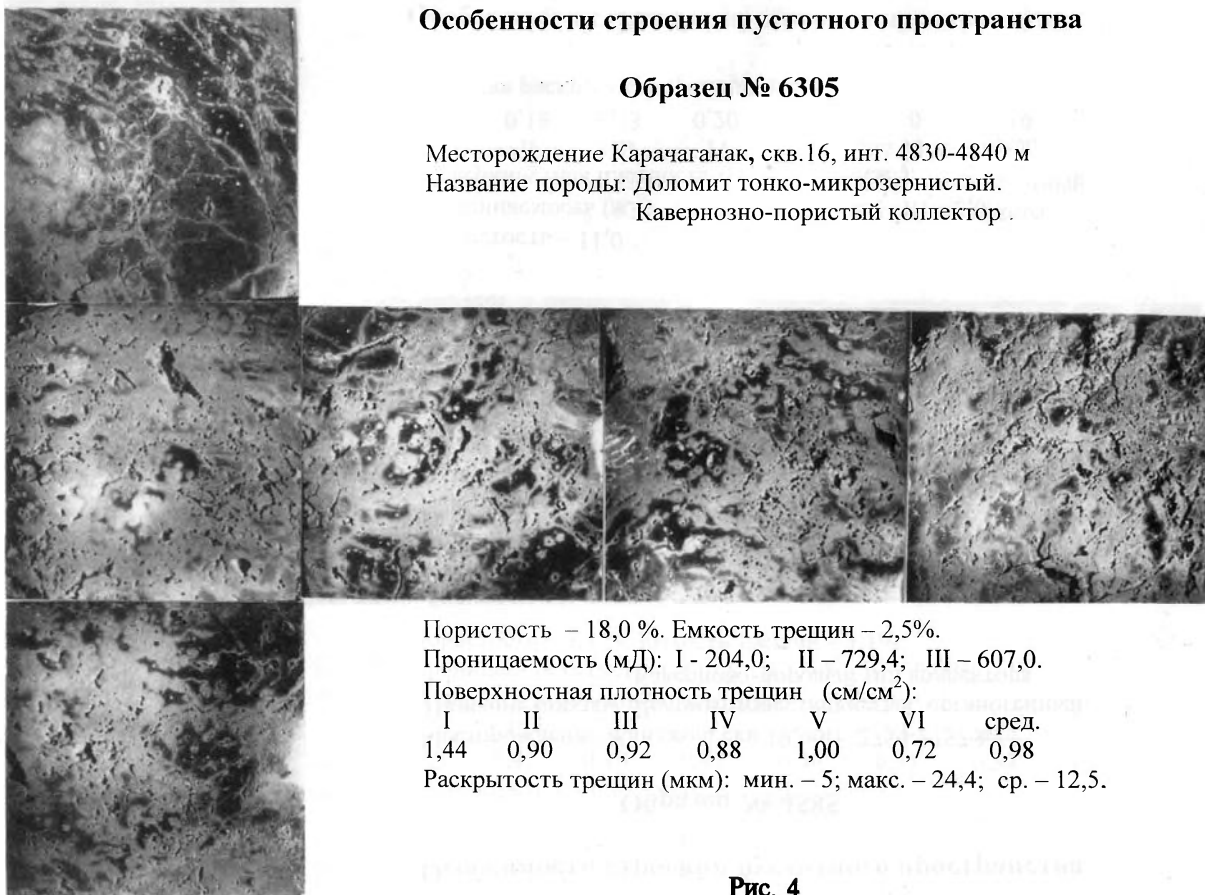 Особенности строения пустотного пространства
Образец № 6305
Месторождение Карачаганак, скв.16, инт. 4830-4840 м
Название породы: Доломит тонко-микрозернистый.
Кавернозно-пористый коллектор .
Пористость – 18,0 %. Емкость трещин – 2,5%.
Проницаемость (мД): I - 204,0; II – 729,4; III – 607,0.
Поверхностная плотность трещин (см/см²):
I II III IV V VI сред.
1,44 0,90 0,92 0,88 1,00 0,72 0,98
Раскрытость трещин (мкм): мин. – 5; макс. – 24,4; ср. – 12,5.
Рис. 4